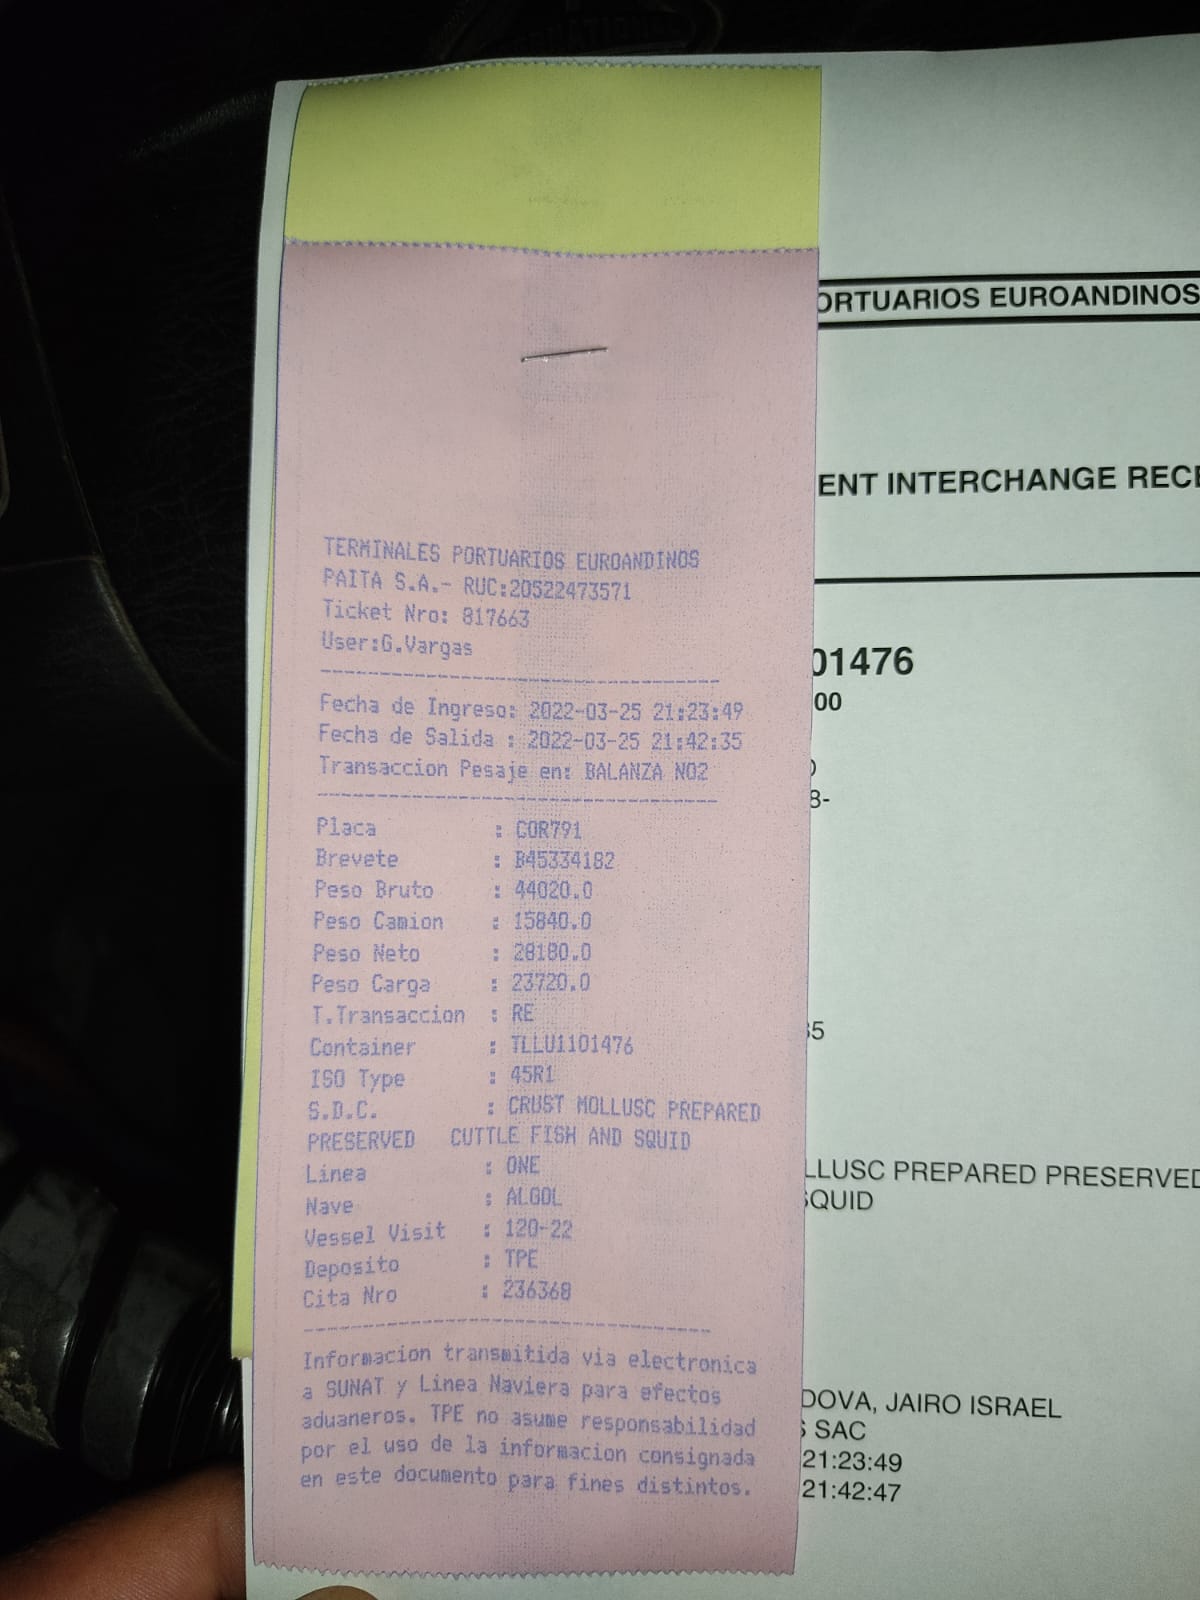 TERMINALES PORTUARIOS EUROANDINOS
PAITA S.A.- RUC:20522473571
Ticket Nro: 817663
User:G.Vargas
Fecha de Ingreso: 2022-03-25 21:23:49
Fecha de Salida : 2022-03-25 21:42:35
Transaccion Pesaje en: BALANZA NO2
Placa : COR791
Brevete : B45334182
Peso Bruto : 44020.0
Peso Camion : 15840.0
Peso Neto : 28180.0
Peso Carga : 23720.0
T.Transaccion : RE
Container : TLLU1101476
ISO Type : 45R1
S.D.C. : CRUST MOLLUSC PREPARED
PRESERVED CUTTLE FISH AND SQUID
Linea : ONE
Nave : ALGOL
Vessel Visit : 120-22
Deposito : TPE
Cita Nro : 236368
Informacion transmitida via electronica
a SUNAT y Linea Naviera para efectos
aduaneros. TPE no asume responsabilidad
por el uso de la informacion consignada
en este documento para fines distintos.
ORTUARIOS EUROANDINOS
ENT INTERCHANGE RECE
01476
00
8-
35
LLUSC PREPARED PRESERVED
SQUID
DOVA, JAIRO ISRAEL
S SAC
21:23:49
21:42:47